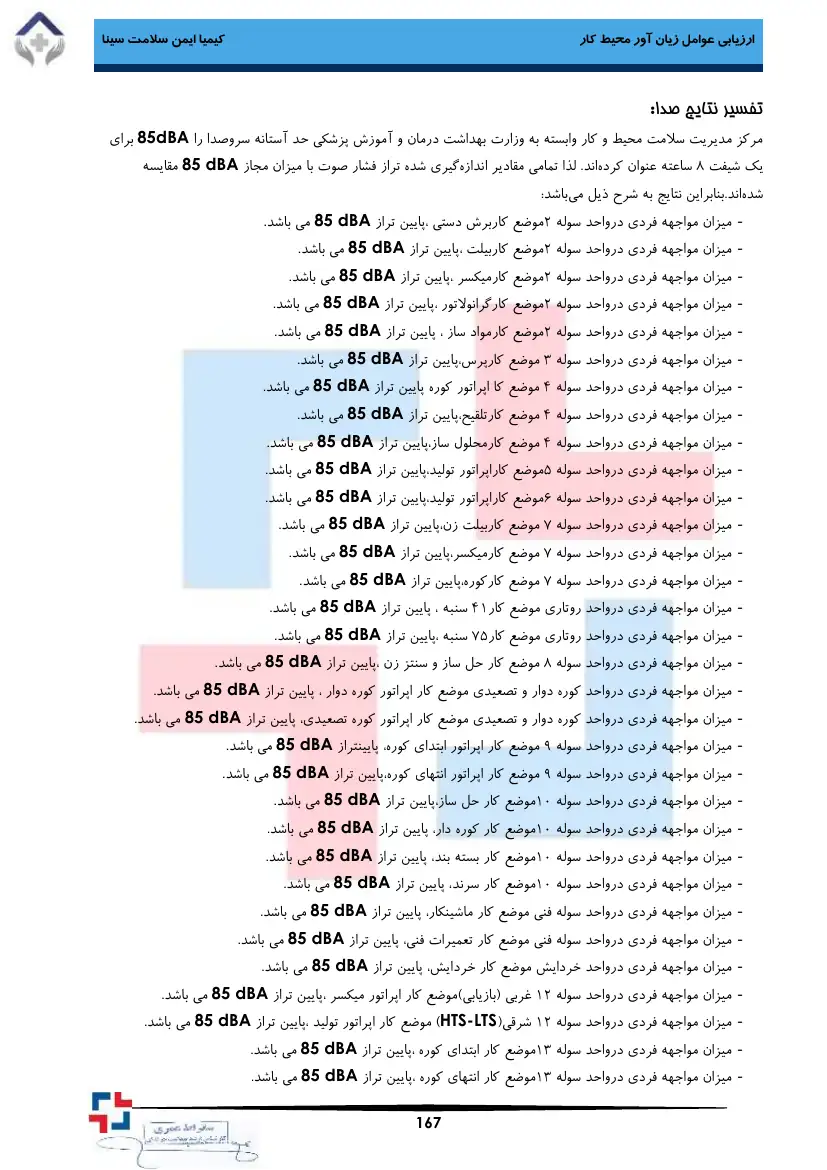 ارزیابی عوامل زیان آور محیط کار
کیمیا ایمن سلامت سینا
تفسیر نتایج صدا:
مرکز مدیریت سلامت محیط و کار وابسته به وزارت بهداشت درمان و آموزش پزشکی حد آستانه سروصدا را 85dBA برای
یک شیفت ۸ ساعته عنوان کرده‌اند. لذا تمامی مقادیر اندازه‌گیری شده تراز فشار صوت با میزان مجاز 85 dBA مقایسه
شده‌اند.بنابراین نتایج به شرح ذیل می‌باشد:
- میزان مواجهه فردی درواحد سوله ۲موضع کاربرش دستی ،پایین تراز 85 dBA می باشد.
- میزان مواجهه فردی درواحد سوله ۲موضع کاربیلت ،پایین تراز 85 dBA می باشد.
- میزان مواجهه فردی درواحد سوله ۲موضع کارمیکسر ،پایین تراز 85 dBA می باشد.
- میزان مواجهه فردی درواحد سوله ۲موضع کارگرانولاتور ،پایین تراز 85 dBA می باشد.
- میزان مواجهه فردی درواحد سوله ۲موضع کارمواد ساز ، پایین تراز 85 dBA می باشد.
- میزان مواجهه فردی درواحد سوله ۳ موضع کارپرس،پایین تراز 85 dBA می باشد.
- میزان مواجهه فردی درواحد سوله ۴ موضع کا اپراتور کوره پایین تراز 85 dBA می باشد.
- میزان مواجهه فردی درواحد سوله ۴ موضع کارتلقیح،پایین تراز 85 dBA می باشد.
- میزان مواجهه فردی درواحد سوله ۴ موضع کارمحلول ساز،پایین تراز 85 dBA می باشد.
- میزان مواجهه فردی درواحد سوله ۵موضع کاراپراتور تولید،پایین تراز 85 dBA می باشد.
- میزان مواجهه فردی درواحد سوله ۶موضع کاراپراتور تولید،پایین تراز 85 dBA می باشد.
- میزان مواجهه فردی درواحد سوله ۷ موضع کاربیلت زن،پایین تراز 85 dBA می باشد.
- میزان مواجهه فردی درواحد سوله ۷ موضع کارمیکسر،پایین تراز 85 dBA می باشد.
- میزان مواجهه فردی درواحد سوله ۷ موضع کارکوره،پایین تراز 85 dBA می باشد.
- میزان مواجهه فردی درواحد روتاری موضع کار۴۱ سنبه ، پایین تراز 85 dBA می باشد.
- میزان مواجهه فردی درواحد روتاری موضع کار۷۵ سنبه ،پایین تراز 85 dBA می باشد.
- میزان مواجهه فردی درواحد سوله ۸ موضع کار حل ساز و سنتز زن ،پایین تراز 85 dBA می باشد.
- میزان مواجهه فردی درواحد کوره دوار و تصعیدی موضع کار اپراتور کوره دوار ، پایین تراز 85 dBA می باشد.
- میزان مواجهه فردی درواحد کوره دوار و تصعیدی موضع کار اپراتور کوره تصعیدی، پایین تراز 85 dBA می باشد.
- میزان مواجهه فردی درواحد سوله ۹ موضع کار اپراتور ابتدای کوره، پایینتراز 85 dBA می باشد.
- میزان مواجهه فردی درواحد سوله ۹ موضع کار اپراتور انتهای کوره،پایین تراز 85 dBA می باشد.
- میزان مواجهه فردی درواحد سوله ۱۰موضع کار حل ساز،پایین تراز 85 dBA می باشد.
- میزان مواجهه فردی درواحد سوله ۱۰موضع کار کوره دار، پایین تراز 85 dBA می باشد.
- میزان مواجهه فردی درواحد سوله ۱۰موضع کار بسته بند، پایین تراز 85 dBA می باشد.
- میزان مواجهه فردی درواحد سوله ۱۰موضع کار سرند، پایین تراز 85 dBA می باشد.
- میزان مواجهه فردی درواحد سوله فنی موضع کار ماشینکار، پایین تراز 85 dBA می باشد.
- میزان مواجهه فردی درواحد سوله فنی موضع کار تعمیرات فنی، پایین تراز 85 dBA می باشد.
- میزان مواجهه فردی درواحد خردایش موضع کار خردایش، پایین تراز 85 dBA می باشد.
- میزان مواجهه فردی درواحد سوله ۱۲ غربی (بازیابی)موضع کار اپراتور میکسر ،پایین تراز 85 dBA می باشد.
- میزان مواجهه فردی درواحد سوله ۱۲ شرقی(HTS-LTS) موضع کار اپراتور تولید ،پایین تراز 85 dBA می باشد.
- میزان مواجهه فردی درواحد سوله ۱۳موضع کار ابتدای کوره ،پایین تراز 85 dBA می باشد.
- میزان مواجهه فردی درواحد سوله ۱۳موضع کار انتهای کوره ،پایین تراز 85 dBA می باشد.
167